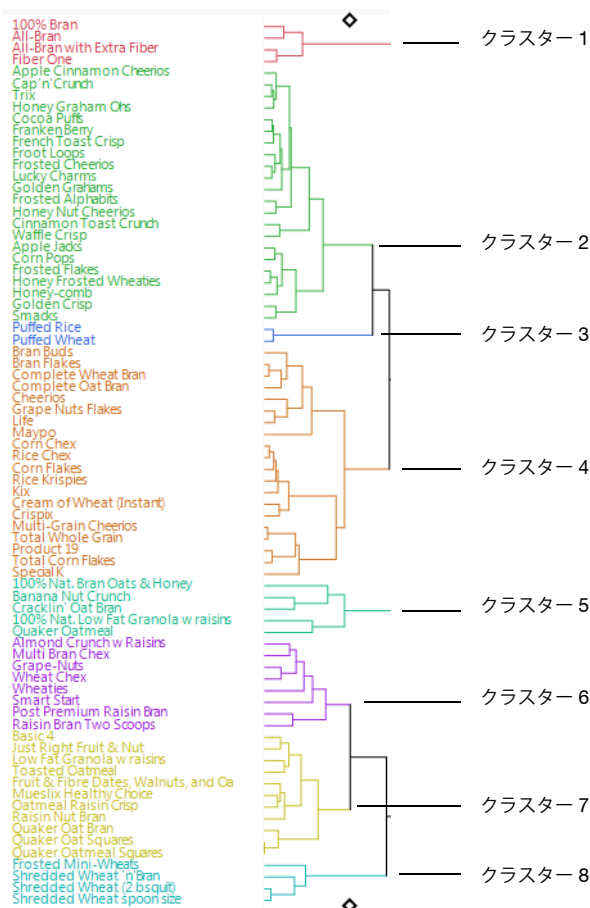 100% Bran
All-Bran
All-Bran with Extra Fiber
Fiber One
Apple Cinnamon Cheerios
Cap'n'Crunch
Trix
Honey Graham Ohs
Cocoa Puffs
FrankenBerry
French Toast Crisp
Froot Loops
Frosted Cheerios
Lucky Charms
Golden Grahams
Frosted Alphabits
Honey Nut Cheerios
Cinnamon Toast Crunch
Waffle Crisp
Apple Jacks
Corn Pops
Frosted Flakes
Honey Frosted Wheaties
Honey-comb
Golden Crisp
Smacks
Puffed Rice
Puffed Wheat
Bran Buds
Bran Flakes
Complete Wheat Bran
Complete Oat Bran
Cheerios
Grape Nuts Flakes
Life
Maypo
Corn Chex
Rice Chex
Corn Flakes
Rice Krispies
Kix
Cream of Wheat (Instant)
Crispix
Multi-Grain Cheerios
Total Whole Grain
Product 19
Total Corn Flakes
Special K
100% Nat. Bran Oats & Honey
Banana Nut Crunch
Cracklin' Oat Bran
100% Nat. Low Fat Granola w raisins
Quaker Oatmeal
Almond Crunch w Raisins
Multi Bran Chex
Grape-Nuts
Wheat Chex
Wheaties
Smart Start
Post Premium Raisin Bran
Raisin Bran Two Scoops
Basic 4
Just Right Fruit & Nut
Low Fat Granola w raisins
Toasted Oatmeal
Fruit & Fibre Dates, Walnuts, and Oa
Mueslix Healthy Choice
Oatmeal Raisin Crisp
Raisin Nut Bran
Quaker Oat Bran
Quaker Oat Squares
Quaker Oatmeal Squares
Frosted Mini-Wheats
Shredded Wheat 'n'Bran
Shredded Wheat (2 bsquit)
Shredded Wheat spoon size
クラスター 1
クラスター 2
クラスター 3
クラスター 4
クラスター 5
クラスター 6
クラスター 7
クラスター 8